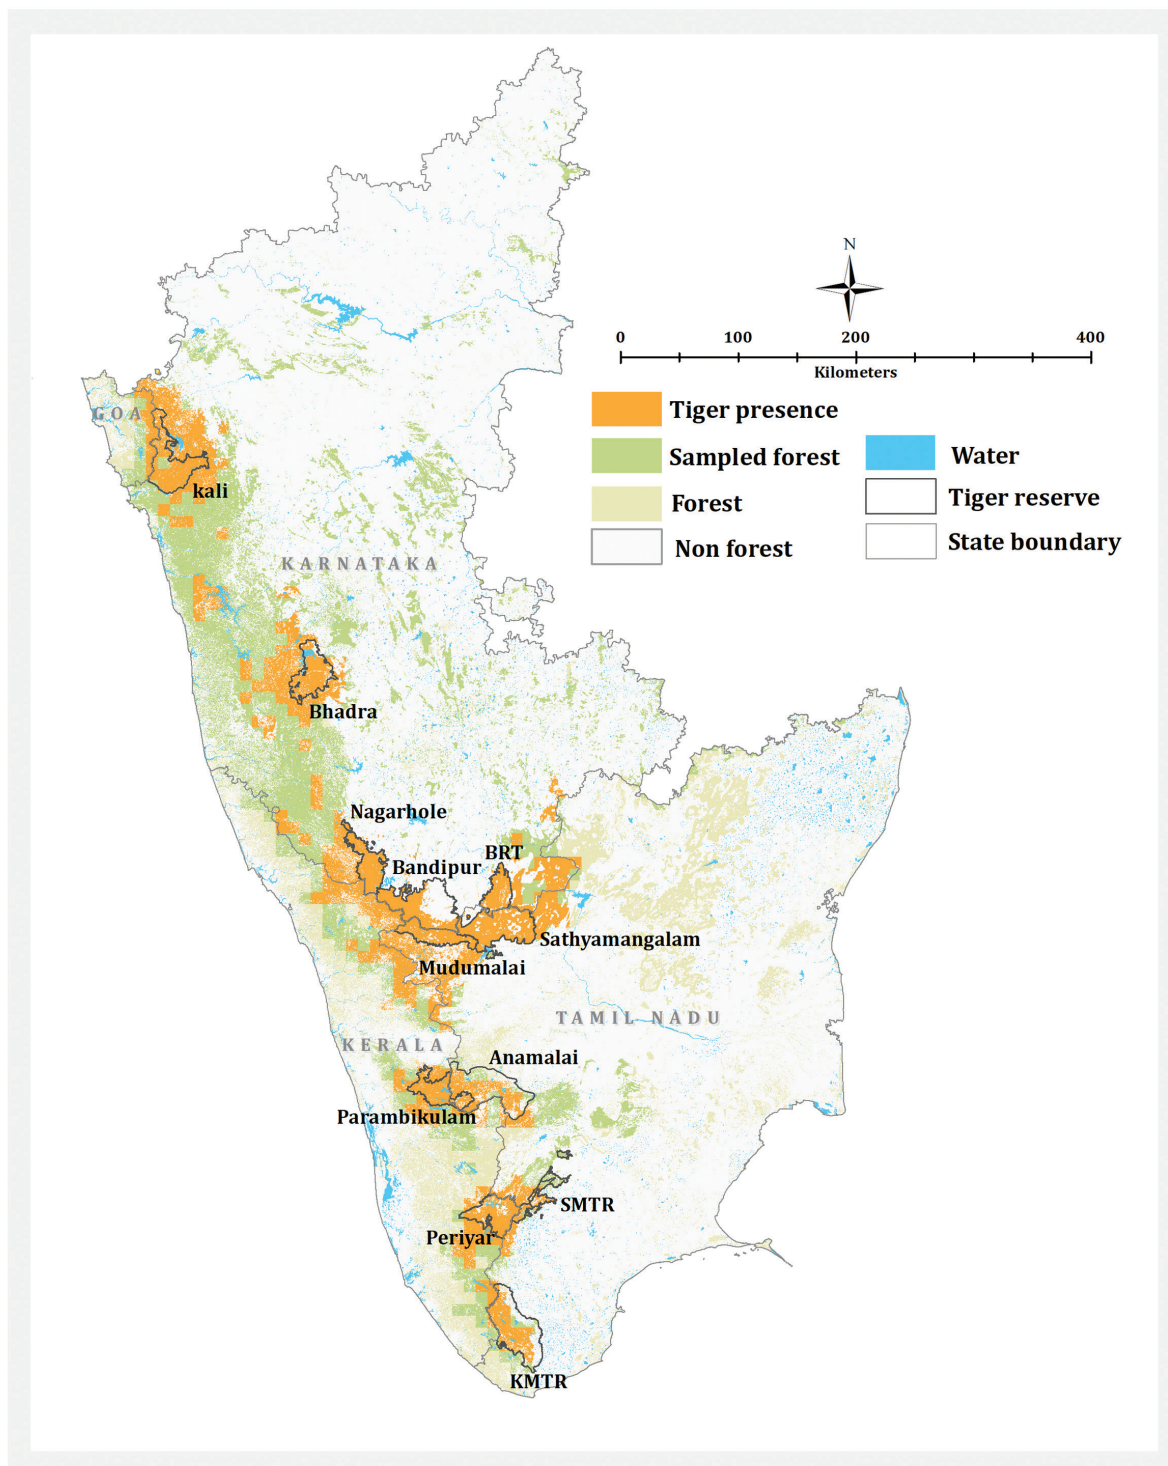 N
0 100 200 400
Kilometers
Tiger presence
Sampled forest
Water
Forest
Tiger reserve
Non forest
State boundary
GOA
kali
KARNATAKA
Bhadra
Nagarhole
BRT
Bandipur
Sathyamangalam
Mudumalai
TAMIL NADU
KERALA
Anamalai
Parambikulam
SMTR
Periyar
KMTR